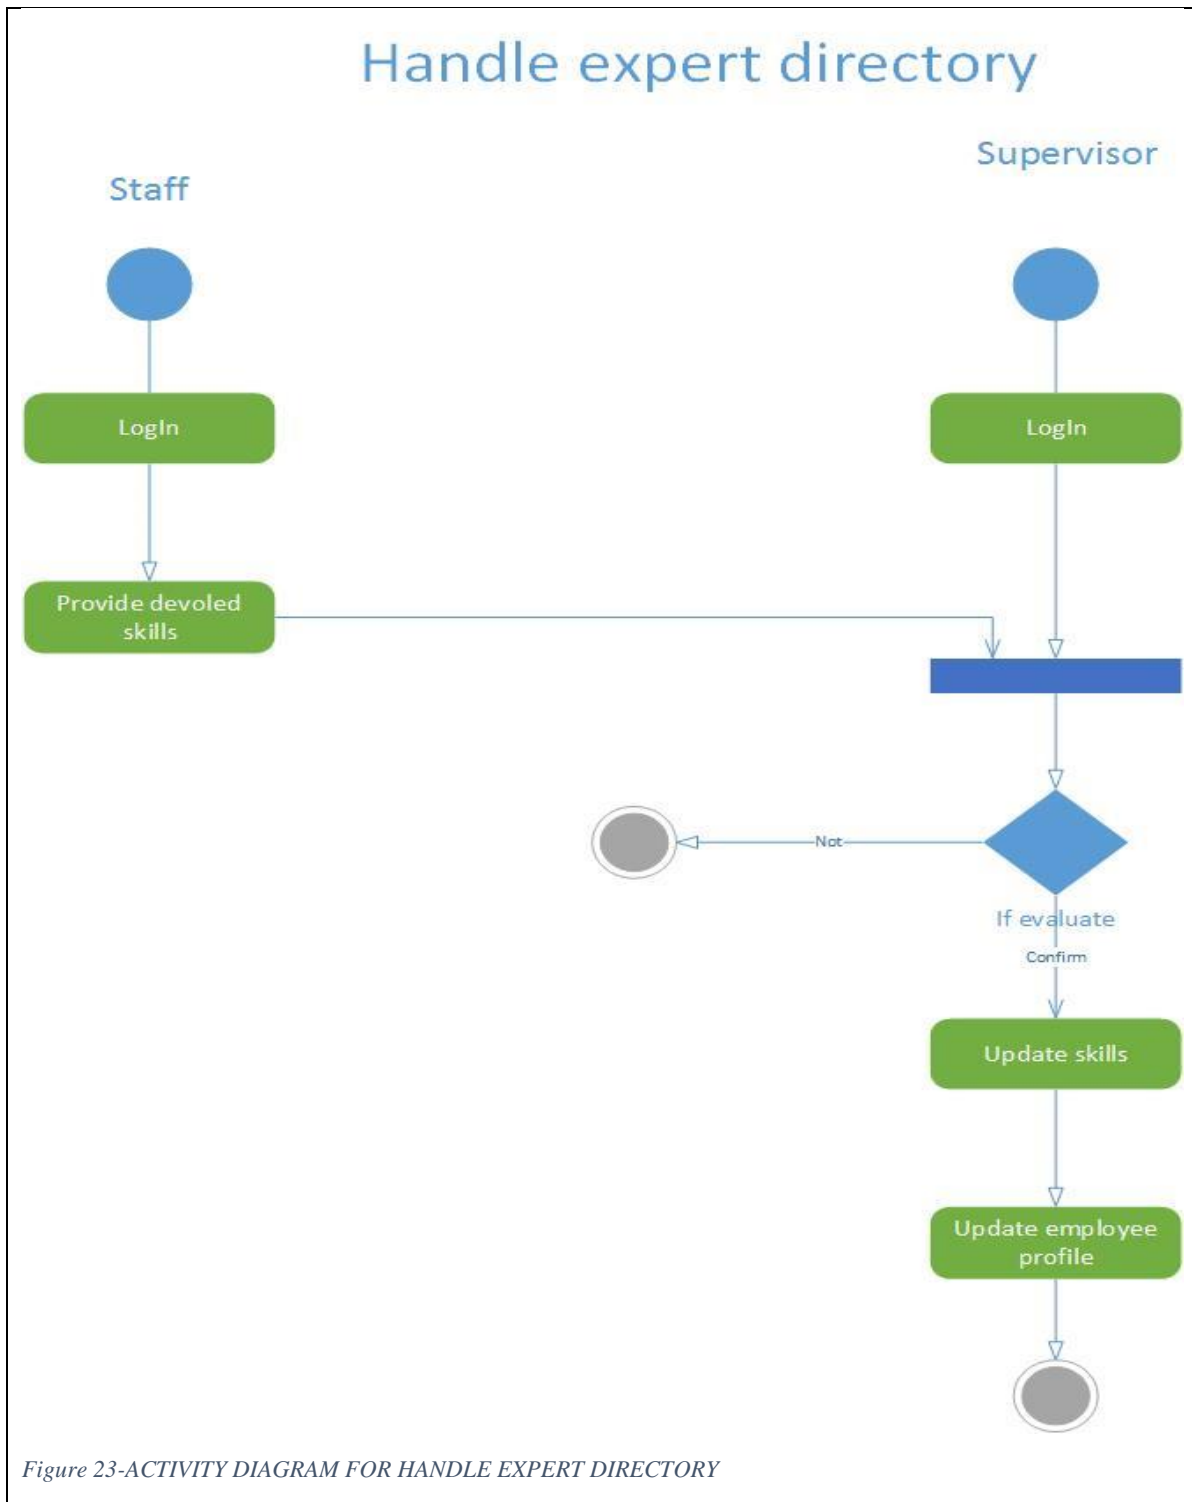 Handle expert directory
Supervisor
Staff
LogIn
LogIn
Provide devoled
skills
Not
If evaluate
Confirm
Update skills
Update employee
profile
Figure 23-ACTIVITY DIAGRAM FOR HANDLE EXPERT DIRECTORY